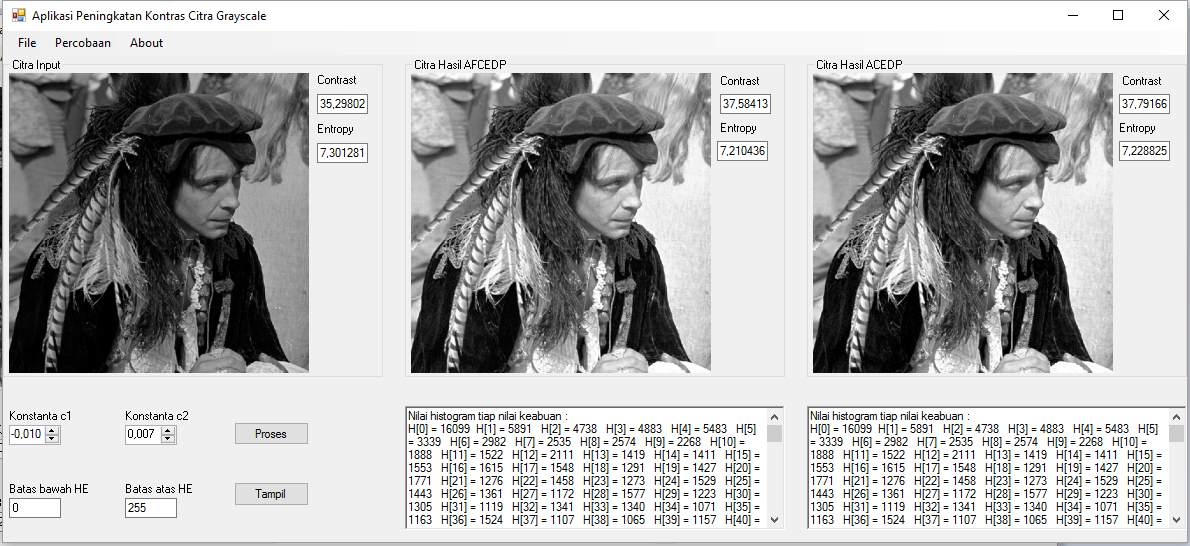 Aplikasi Peningkatan Kontras Citra Grayscale
File Percobaan About
Citra Input
Contrast
35,29802
Entropy
7,301281
Citra Hasil AFCEDP
Contrast
37,58413
Entropy
7,210436
Citra Hasil ACEDP
Contrast
37,79166
Entropy
7,228825
Konstanta c1
-0,010
Konstanta c2
0,007
Proses
Batas bawah HE
0
Batas atas HE
255
Tampil
Nilai histogram tiap nilai keabuan :
H[0] = 16099 H[1] = 5891 H[2] = 4738 H[3] = 4883 H[4] = 5483 H[5]
= 3339 H[6] = 2982 H[7] = 2535 H[8] = 2574 H[9] = 2268 H[10] =
1888 H[11] = 1522 H[12] = 2111 H[13] = 1419 H[14] = 1411 H[15] =
1553 H[16] = 1615 H[17] = 1548 H[18] = 1291 H[19] = 1427 H[20] =
1771 H[21] = 1276 H[22] = 1458 H[23] = 1273 H[24] = 1529 H[25] =
1443 H[26] = 1361 H[27] = 1172 H[28] = 1577 H[29] = 1223 H[30] =
1305 H[31] = 1119 H[32] = 1341 H[33] = 1340 H[34] = 1071 H[35] =
1163 H[36] = 1524 H[37] = 1107 H[38] = 1065 H[39] = 1157 H[40] =
Nilai histogram tiap nilai keabuan :
H[0] = 16099 H[1] = 5891 H[2] = 4738 H[3] = 4883 H[4] = 5483 H[5]
= 3339 H[6] = 2982 H[7] = 2535 H[8] = 2574 H[9] = 2268 H[10] =
1888 H[11] = 1522 H[12] = 2111 H[13] = 1419 H[14] = 1411 H[15] =
1553 H[16] = 1615 H[17] = 1548 H[18] = 1291 H[19] = 1427 H[20] =
1771 H[21] = 1276 H[22] = 1458 H[23] = 1273 H[24] = 1529 H[25] =
1443 H[26] = 1361 H[27] = 1172 H[28] = 1577 H[29] = 1223 H[30] =
1305 H[31] = 1119 H[32] = 1341 H[33] = 1340 H[34] = 1071 H[35] =
1163 H[36] = 1524 H[37] = 1107 H[38] = 1065 H[39] = 1157 H[40] =